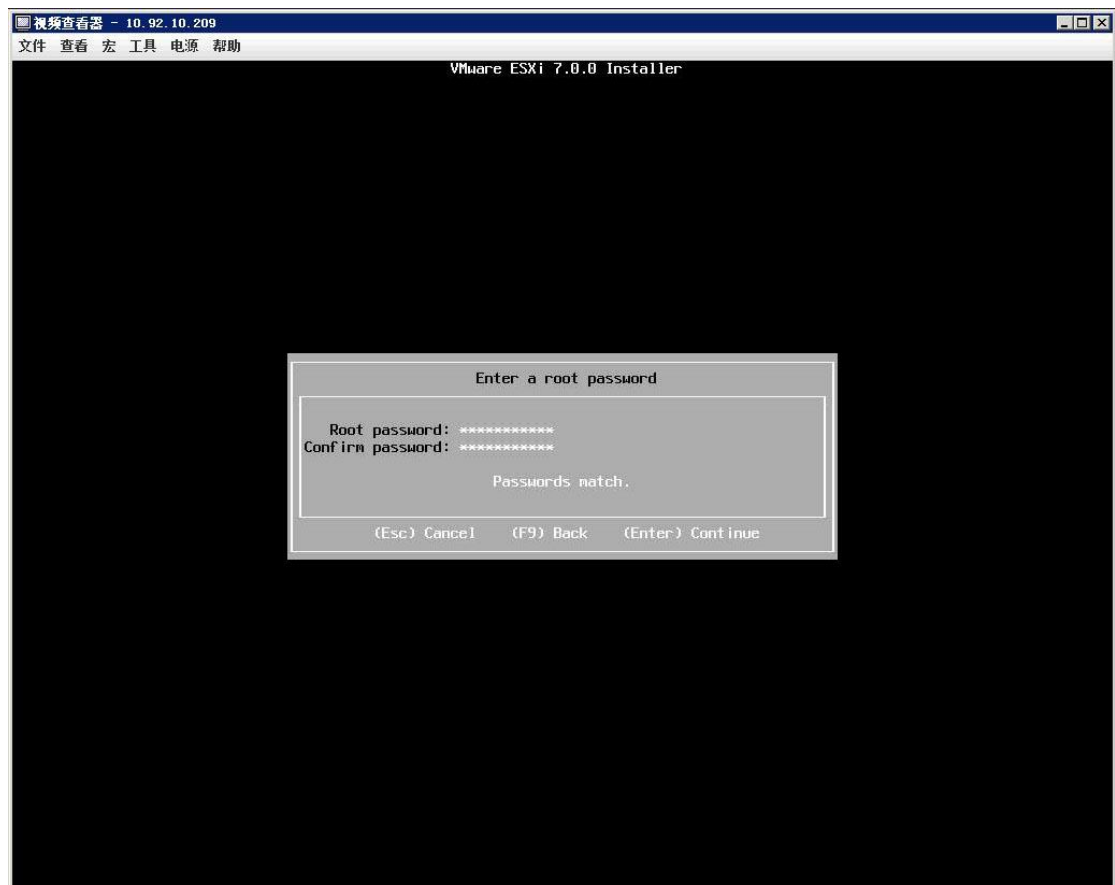 視频查看器 - 10.92.10.209
文件 查看 宏 工具 电源 帮助
VMware ESXi 7.0.0 Installer
Enter a root password
Root password: ***********
Confirm password: ***********
Passwords match.
(Esc) Cancel (F9) Back (Enter) Continue